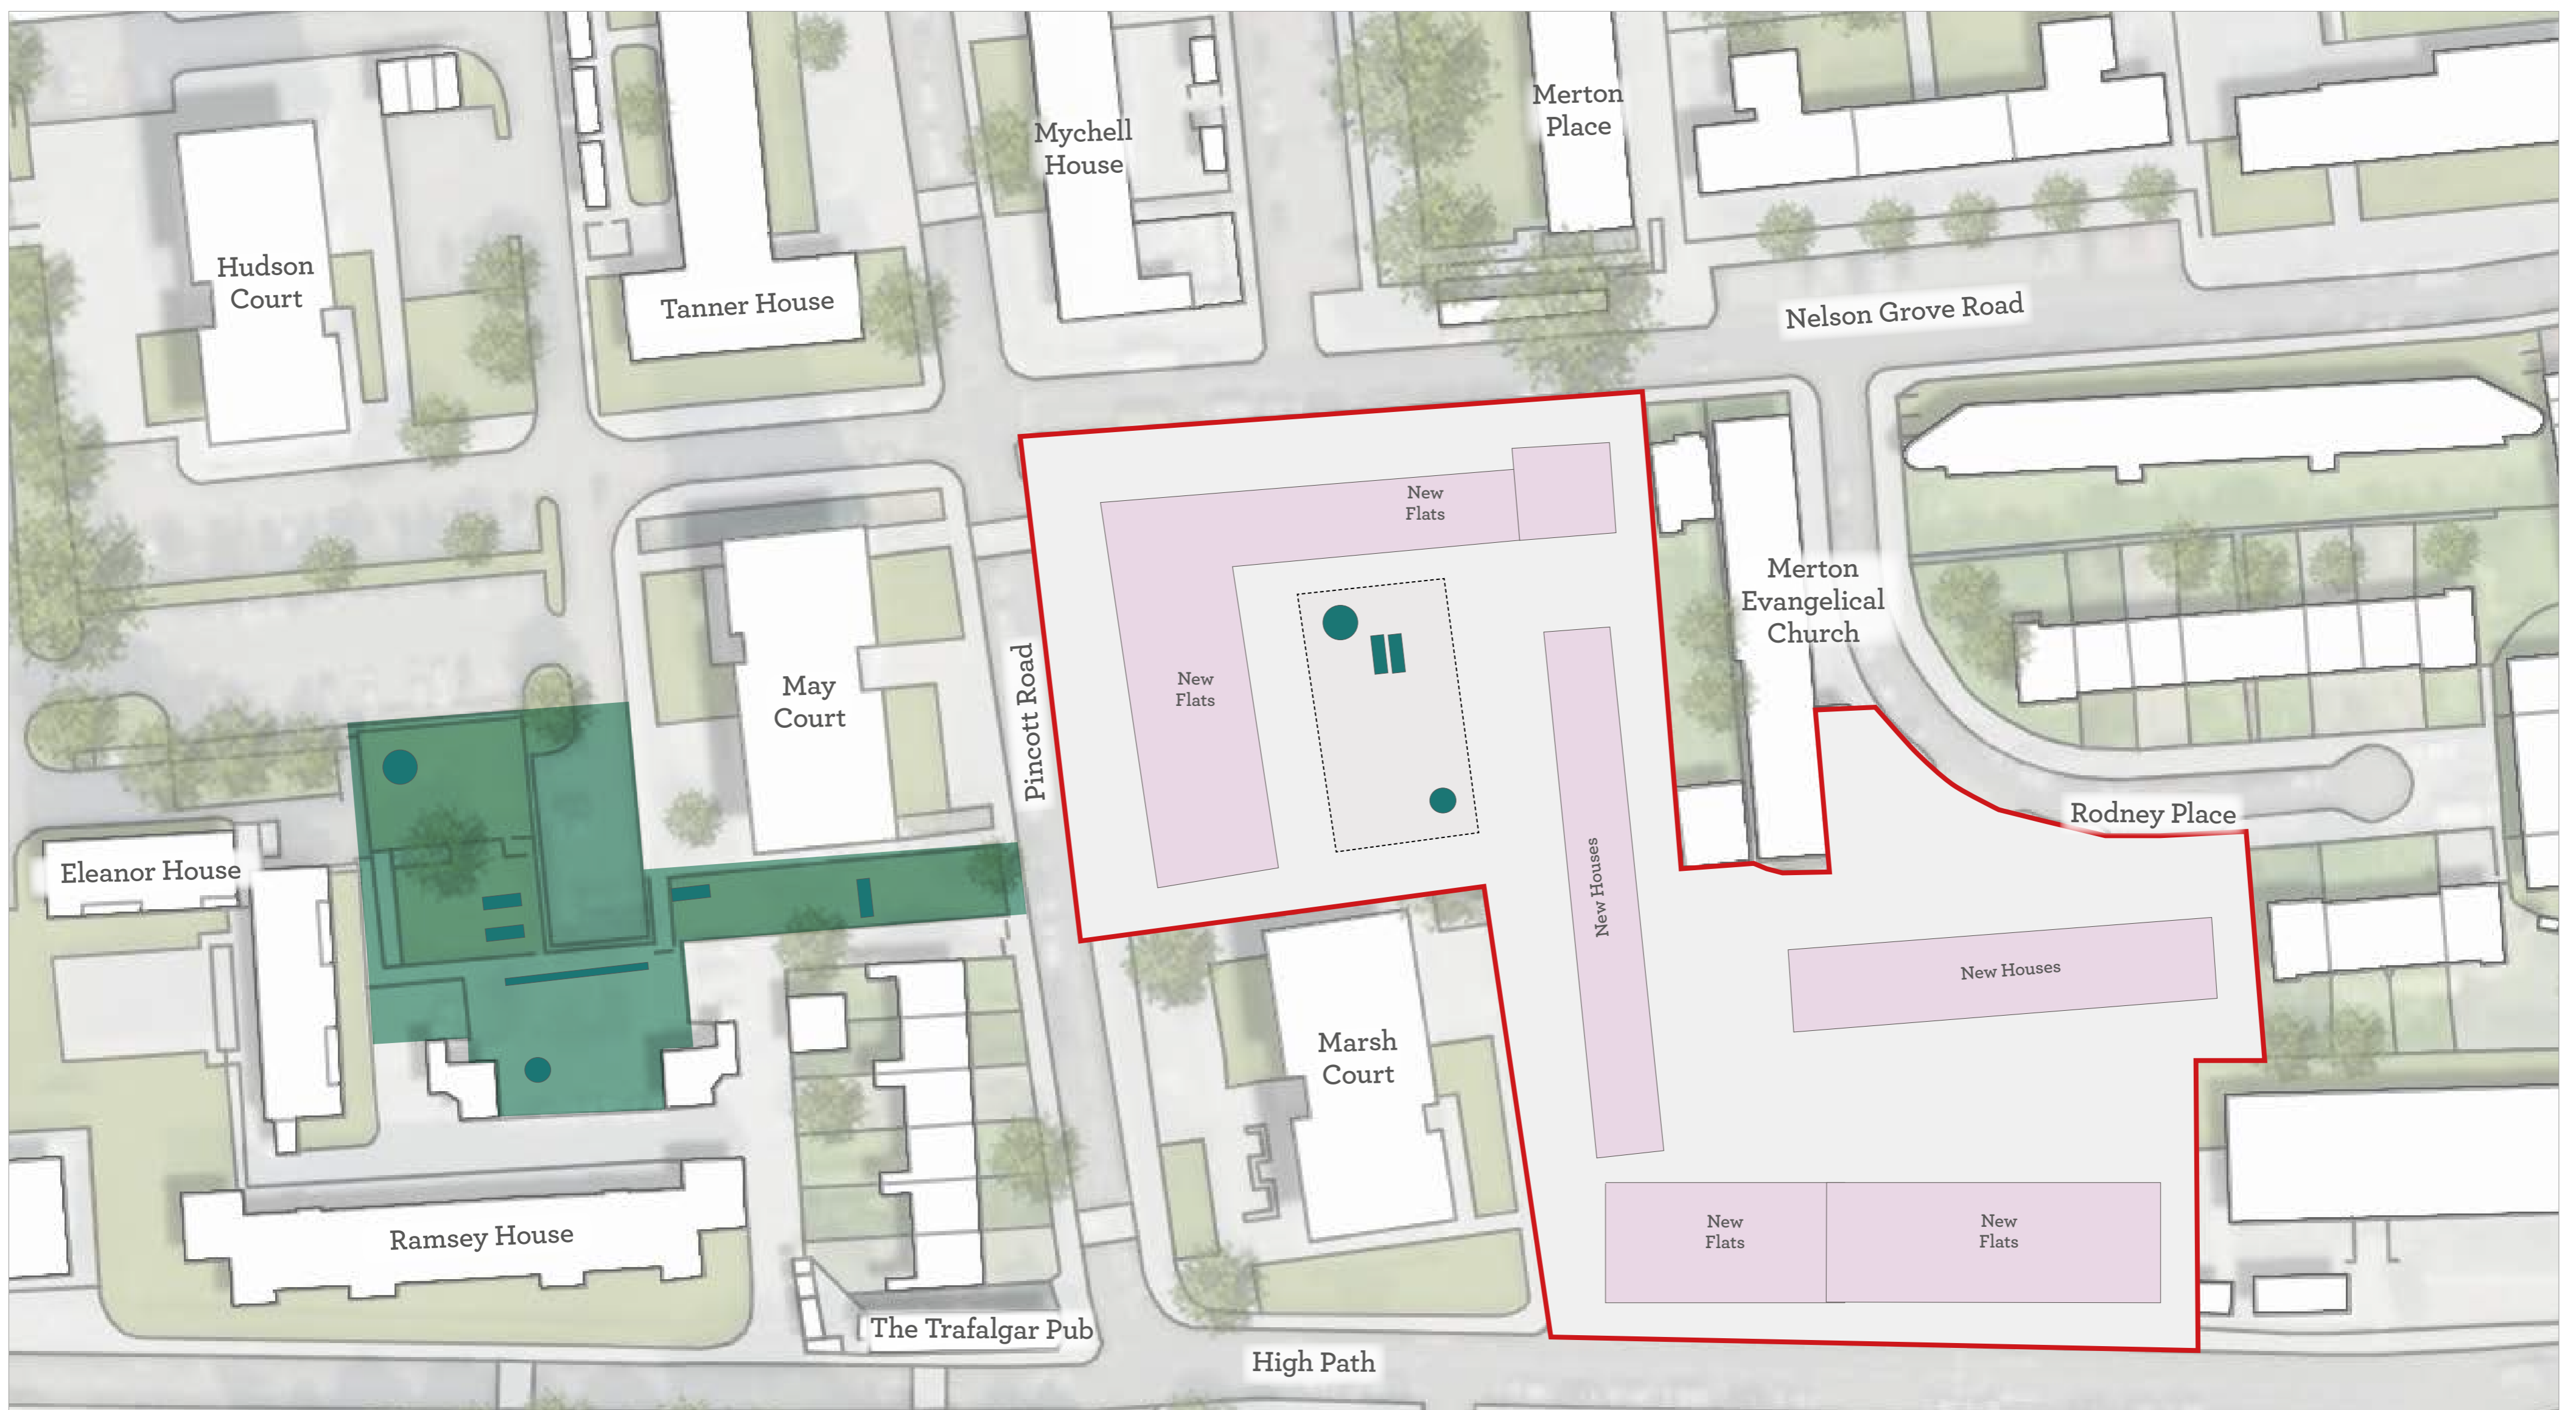 Merton
Place
Mychell
House
Hudson
Court
Tanner House
Nelson Grove Road
New
Flats
Merton
Evangelical
Church
May
Court
Pincott Road
New
Flats
Rodney Place
Eleanor House
New Houses
New Houses
Marsh
Court
Ramsey House
New
Flats
New
Flats
The Trafalgar Pub
High Path